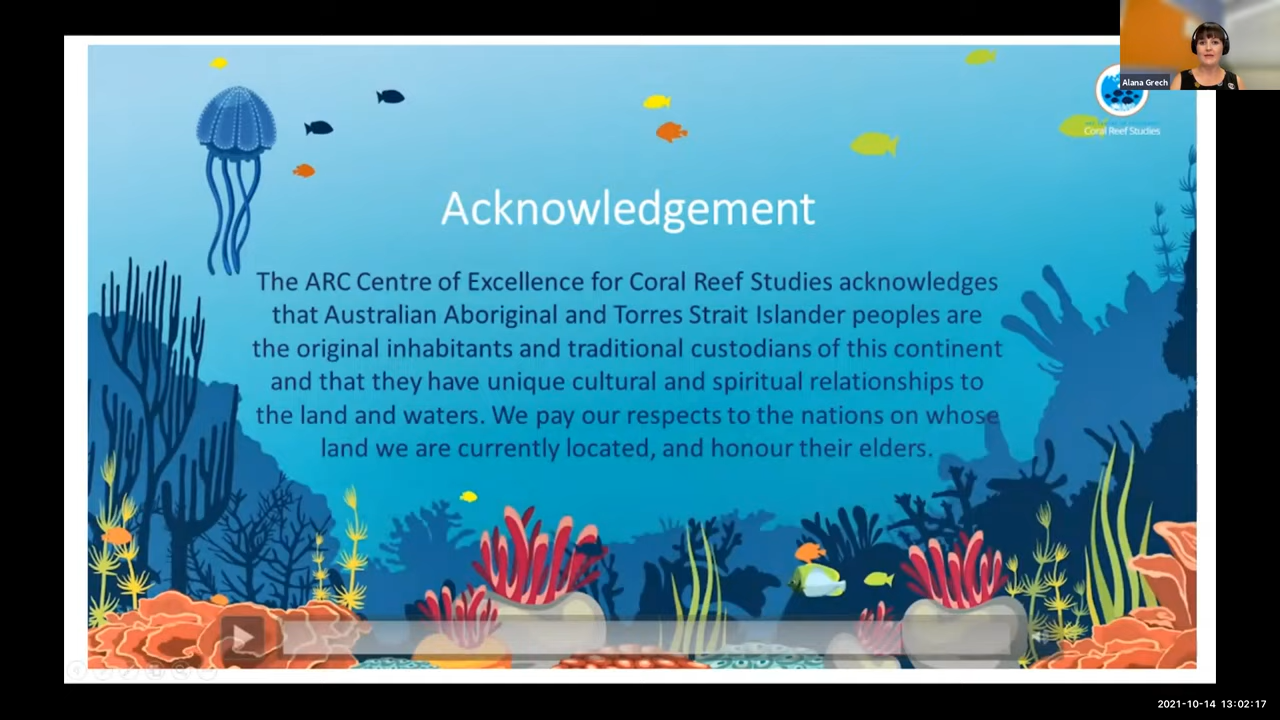 Alana Grech
Coral Reef Studies
Acknowledgement
The ARC Centre of Excellence for Coral Reef Studies acknowledges
that Australian Aboriginal and Torres Strait Islander peoples are
the original inhabitants and traditional custodians of this continent
and that they have unique cultural and spiritual relationships to
the land and waters. We pay our respects to the nations on whose
land we are currently located, and honour their elders.
2021-10-14 13:02:17